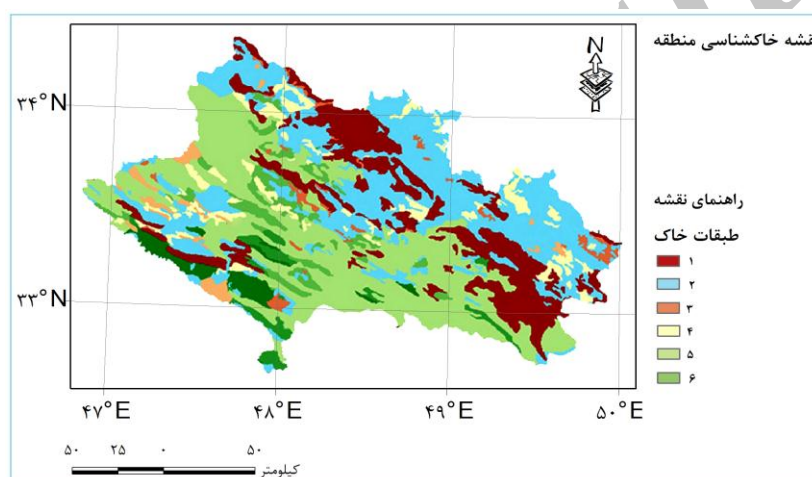 نقشه خاکشناسی منطقه
N
۳۴°N
۳۳°N
۴۷°E
۴۸°E
۴۹°E
۵۰°E
راهنمای نقشه
طبقات خاک
۱
۲
۳
۴
۵
۶
۵۰ ۲۵ ۰ ۵۰
کیلومتر